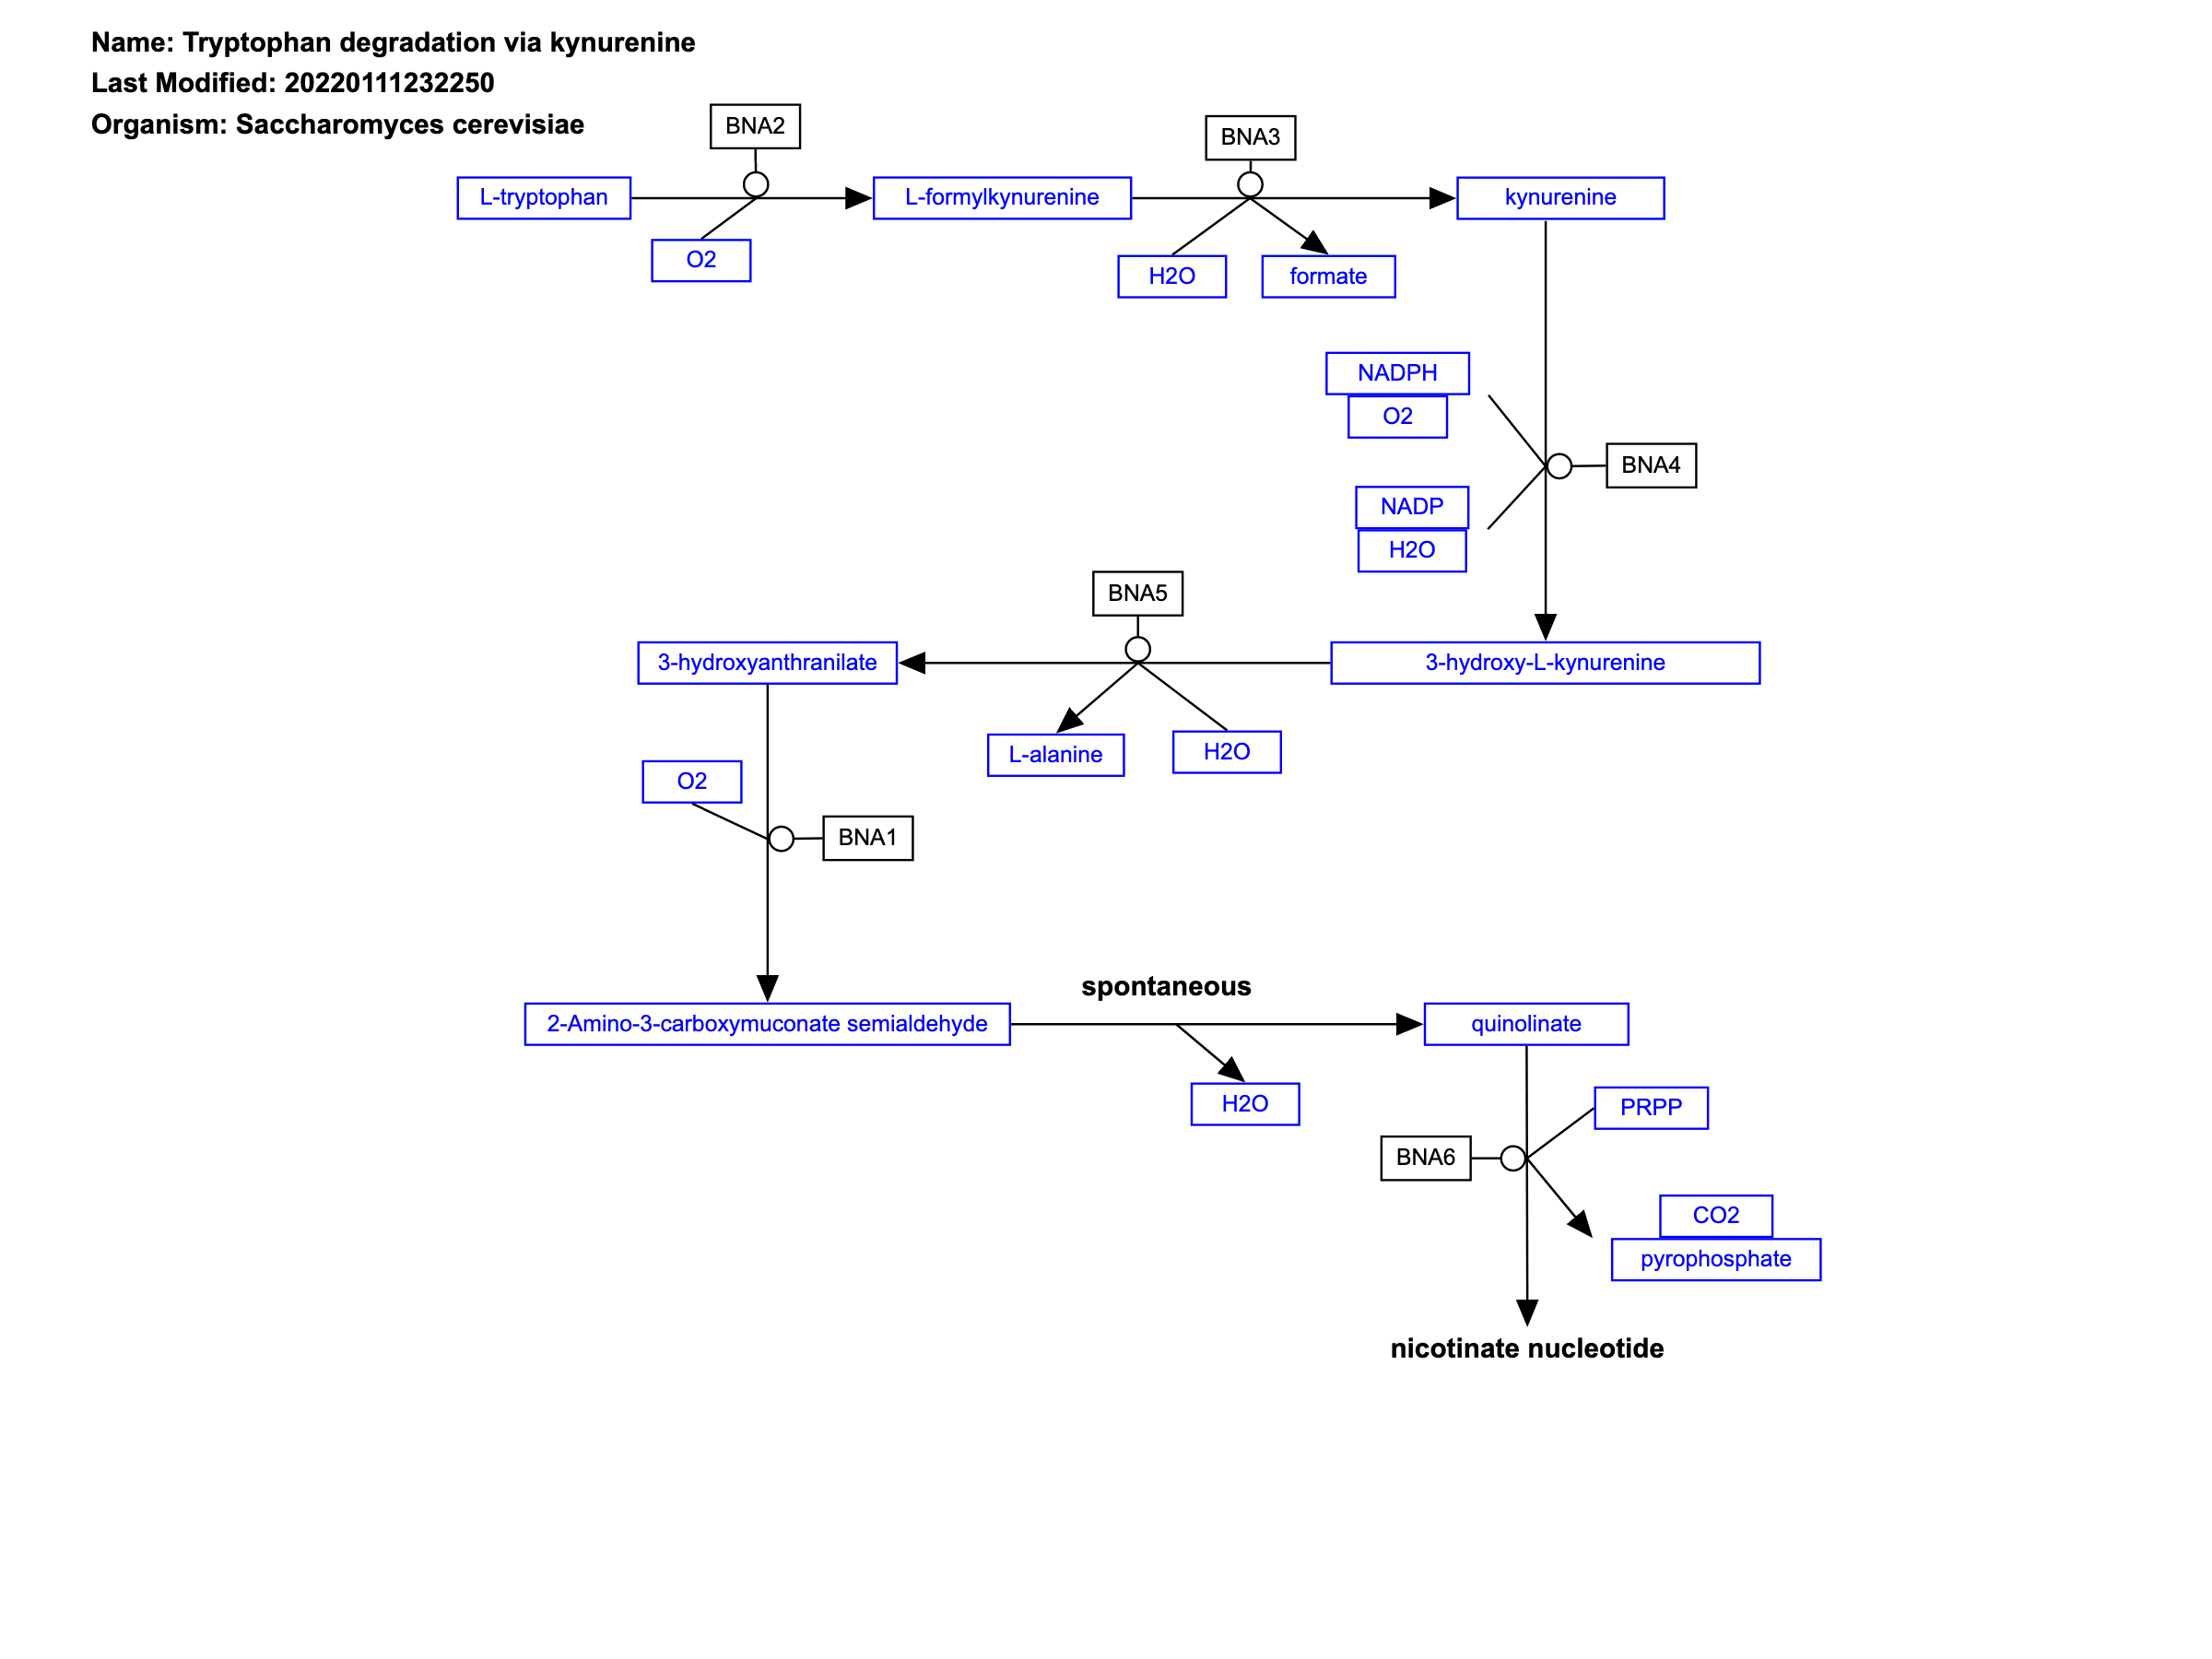 Name: Tryptophan degradation via kynurenine
Last Modified: 20220111232250
Organism: Saccharomyces cerevisiae
BNA2
BNA3
L-tryptophan
L-formylkynurenine
kynurenine
O2
H2O
formate
NADPH
O2
BNA4
NADP
H2O
BNA5
3-hydroxyanthranilate
3-hydroxy-L-kynurenine
L-alanine
H2O
O2
BNA1
spontaneous
2-Amino-3-carboxymuconate semialdehyde
quinolinate
H2O
PRPP
BNA6
CO2
pyrophosphate
nicotinate nucleotide